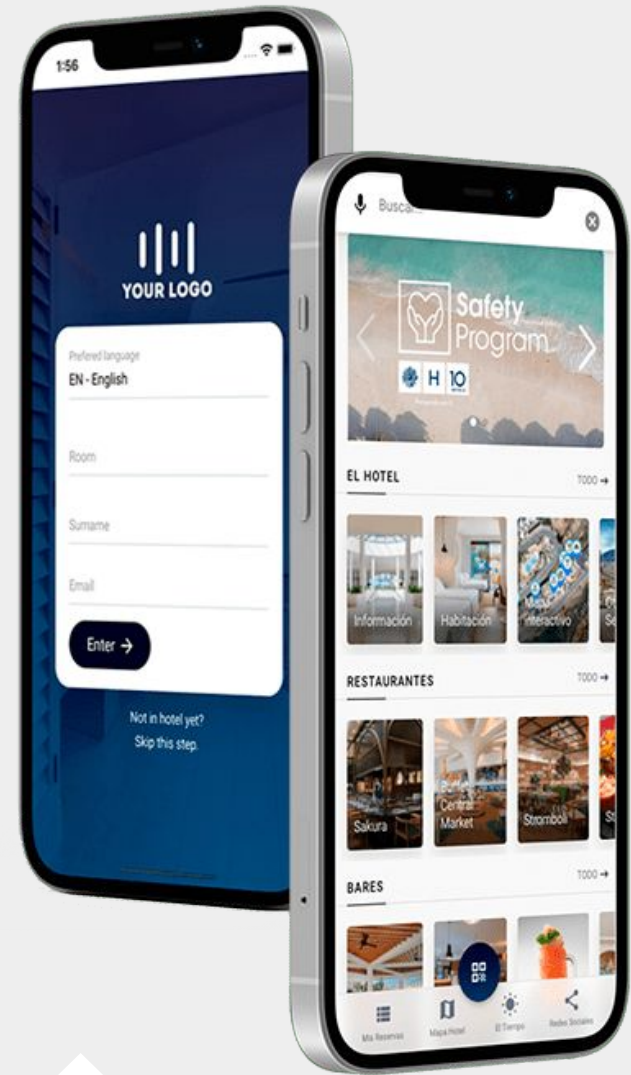 1:56
YOUR LOGO
Prefered language
EN - English
Room
Surname
Email
Enter →
Not in hotel yet?
Skip this step.
Buscar...
Safety
Program
H 10
EL HOTEL
TODO →
Información
Habitación
Mapa
interactivo
RESTAURANTES
TODO →
Sakura
Buffet
Central
Market
Stromboli
BARES
TODO →
Mis Reservas
Mapa Hotel
El Tiempo
Redes Sociales